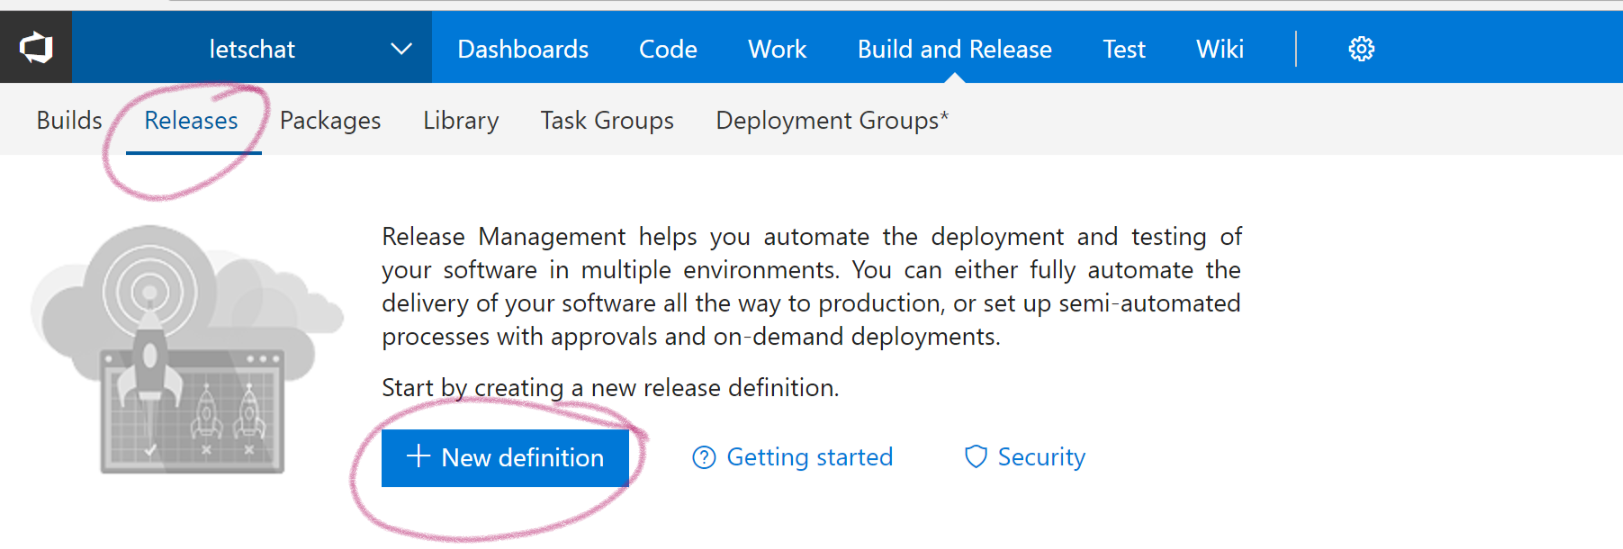 letschat Dashboards Code Work Build and Release Test Wiki
Builds Releases Packages Library Task Groups Deployment Groups*
Release Management helps you automate the deployment and testing of
your software in multiple environments. You can either fully automate the
delivery of your software all the way to production, or set up semi-automated
processes with approvals and on-demand deployments.
Start by creating a new release definition.
+ New definition Getting started Security